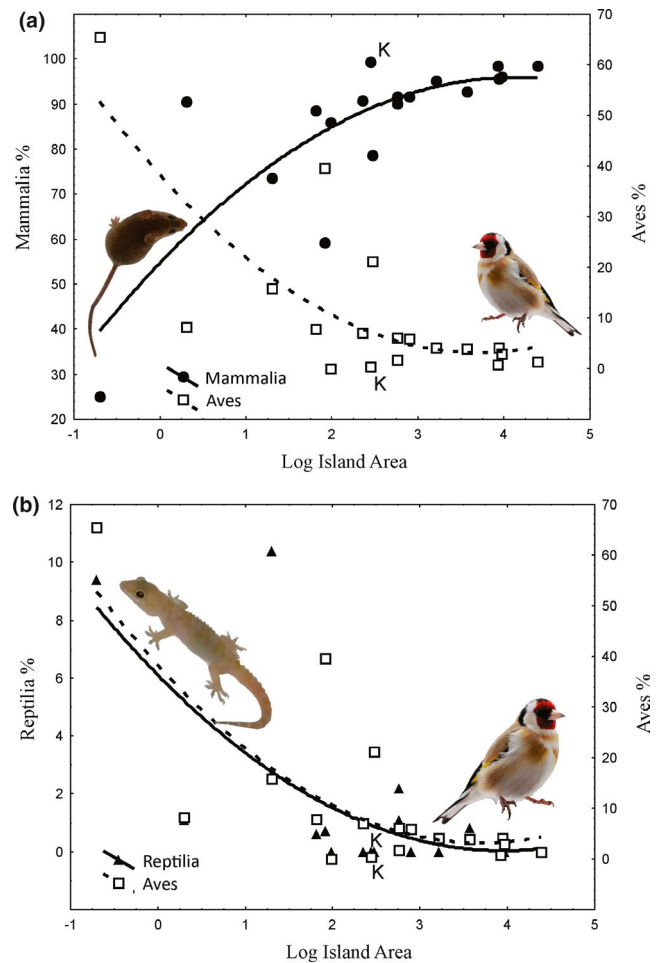 (a)
70
100
K
60
90
50
80
40
70
30
60
20
50
10
40
0
30
K
20
Mammalia %
Aves %
Mammalia
Aves
-1 0 1 2 3 4 5
Log Island Area
(b)
12
70
10
60
50
8
40
6
30
4
20
2
10
0
0
Reptilia %
Aves %
K
K
Reptilia
Aves
-1 0 1 2 3 4 5
Log Island Area